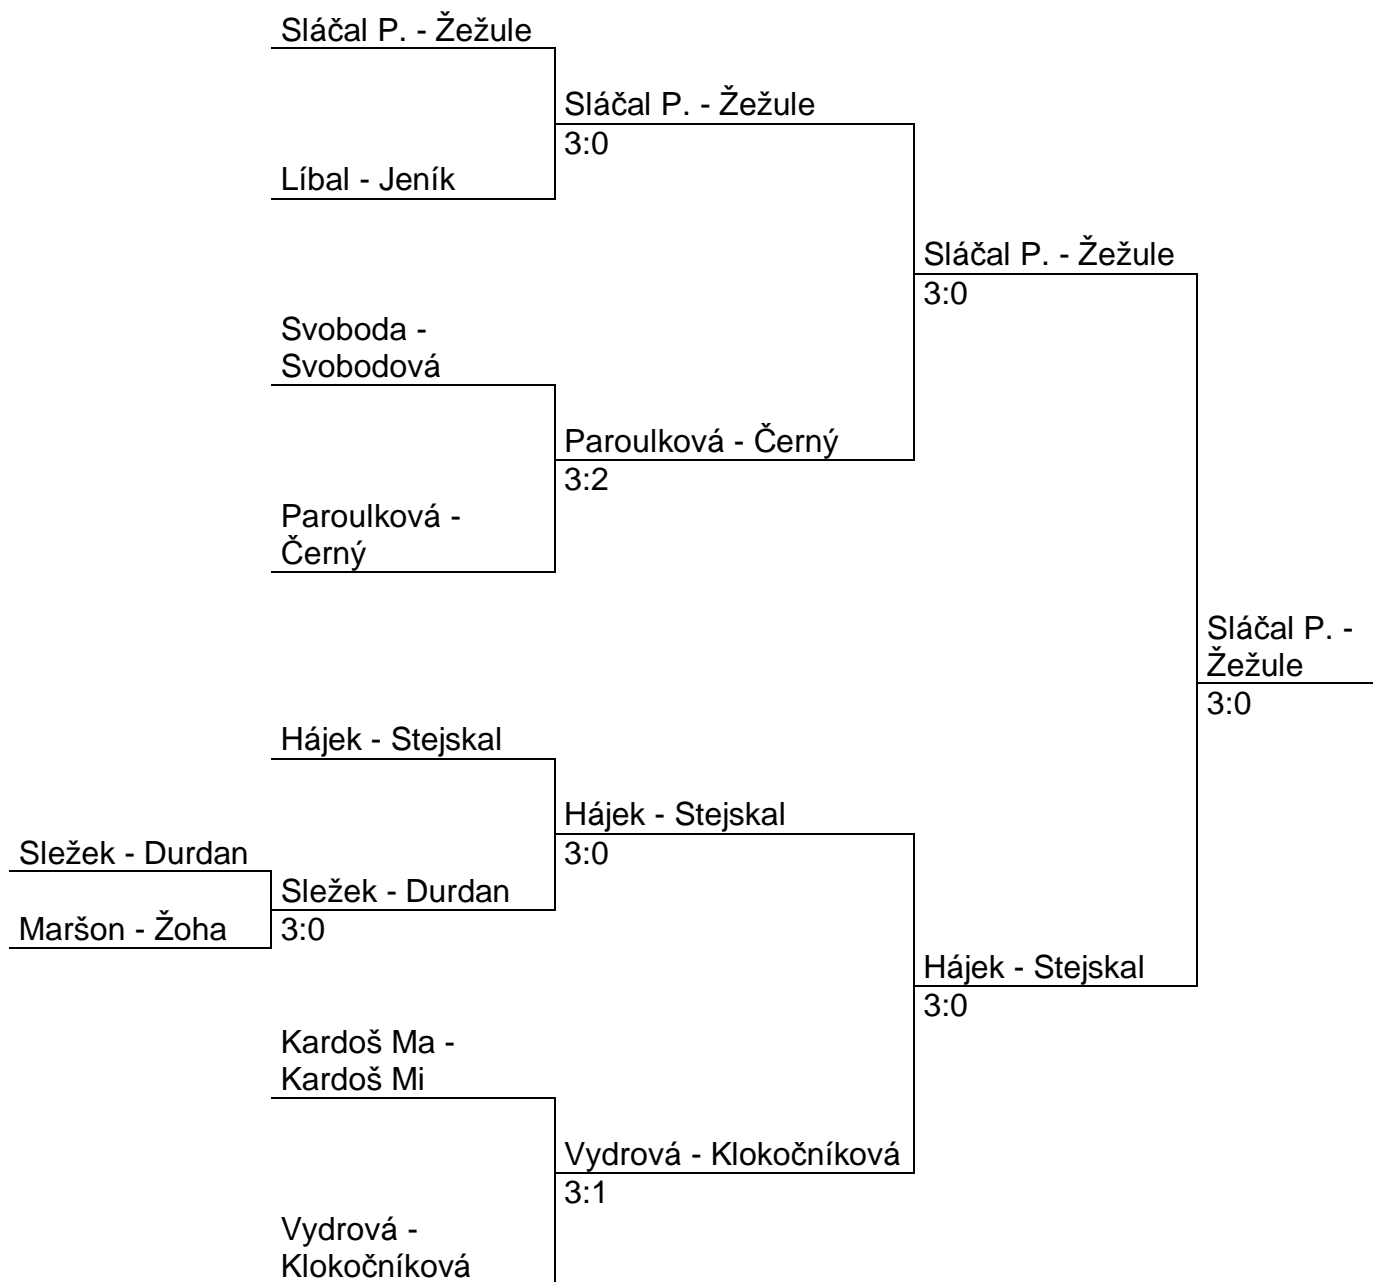 Sláčal P. - Žežule
Sláčal P. - Žežule
3:0
Líbal - Jeník
Sláčal P. - Žežule
3:0
Svoboda -
Svobodová
Paroulková - Černý
3:2
Paroulková -
Černý
Sláčal P. -
Žežule
3:0
Hájek - Stejskal
Hájek - Stejskal
3:0
Sležek - Durdan
Sležek - Durdan
3:0
Maršon - Žoha
Hájek - Stejskal
3:0
Kardoš Ma -
Kardoš Mi
Vydrová - Klokočníková
3:1
Vydrová -
Klokočníková